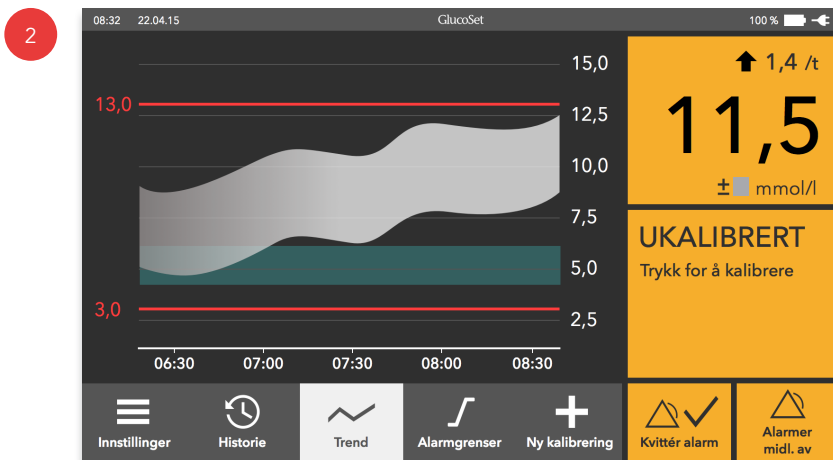 2
08:32 22.04.15 GlucoSet 100 %
15,0
13,0
12,5
10,0
7,5
5,0
3,0
2,5
06:30 07:00 07:30 08:00 08:30
1,4 /t
11,5
± mmol/l
UKALIBRERT
Trykk for å kalibrere
Innstillinger Historie Trend Alarmgrenser Ny kalibrering
Kvittér alarm
Alarmer
midl. av